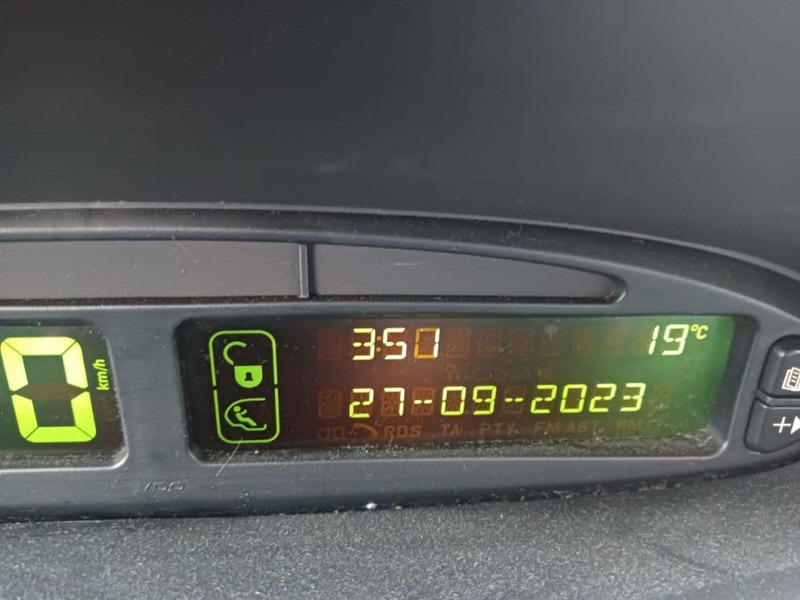 3:50
19°C
0 km/h
27-09-2023
RDS TA PTY